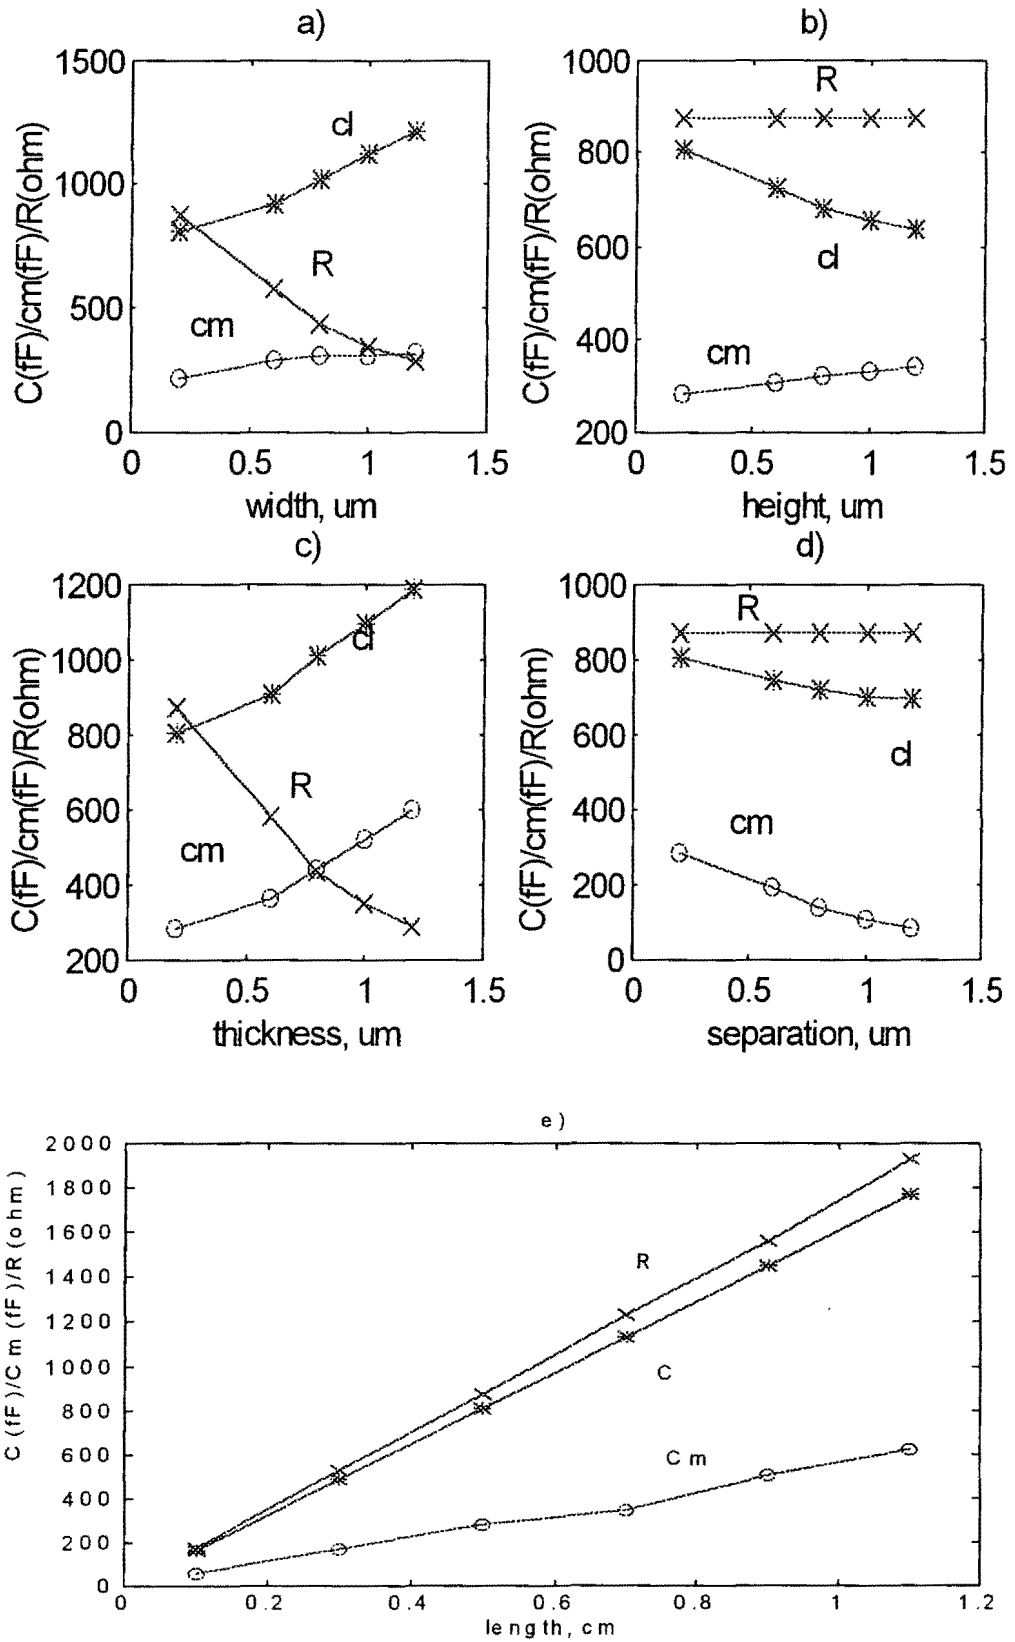 a)
C(fF)/cm(fF)/R(ohm)
1500
1000
500
0
cl
R
cm
0 0.5 1 1.5
width, um
b)
C(fF)/cm(fF)/R(ohm)
1000
800
600
400
200
R
cl
cm
0 0.5 1 1.5
height, um
c)
C(fF)/cm(fF)/R(ohm)
1200
1000
800
600
400
200
cl
R
cm
0 0.5 1 1.5
thickness, um
d)
C(fF)/cm(fF)/R(ohm)
1000
800
600
400
200
0
R
cl
cm
0 0.5 1 1.5
separation, um
e)
C(fF)/Cm(fF)/R(ohm)
2000
1800
1600
1400
1200
1000
800
600
400
200
0
R
C
Cm
0 0.2 0.4 0.6 0.8 1 1.2
length, cm